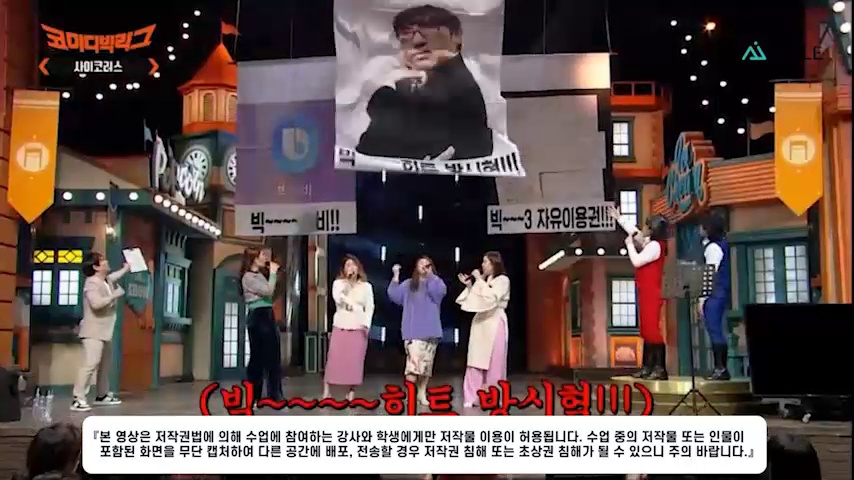 코미디빅리그
사이코러스
LE
빅 히트 방시혁!!!
빅~~~~ 비!!
빅~~~3 자유이용권!!!
(빅~~~~히트 방시혁!!!)
『본 영상은 저작권법에 의해 수업에 참여하는 강사와 학생에게만 저작물 이용이 허용됩니다. 수업 중의 저작물 또는 인물이
포함된 화면을 무단 캡처하여 다른 공간에 배포, 전송할 경우 저작권 침해 또는 초상권 침해가 될 수 있으니 주의 바랍니다.』